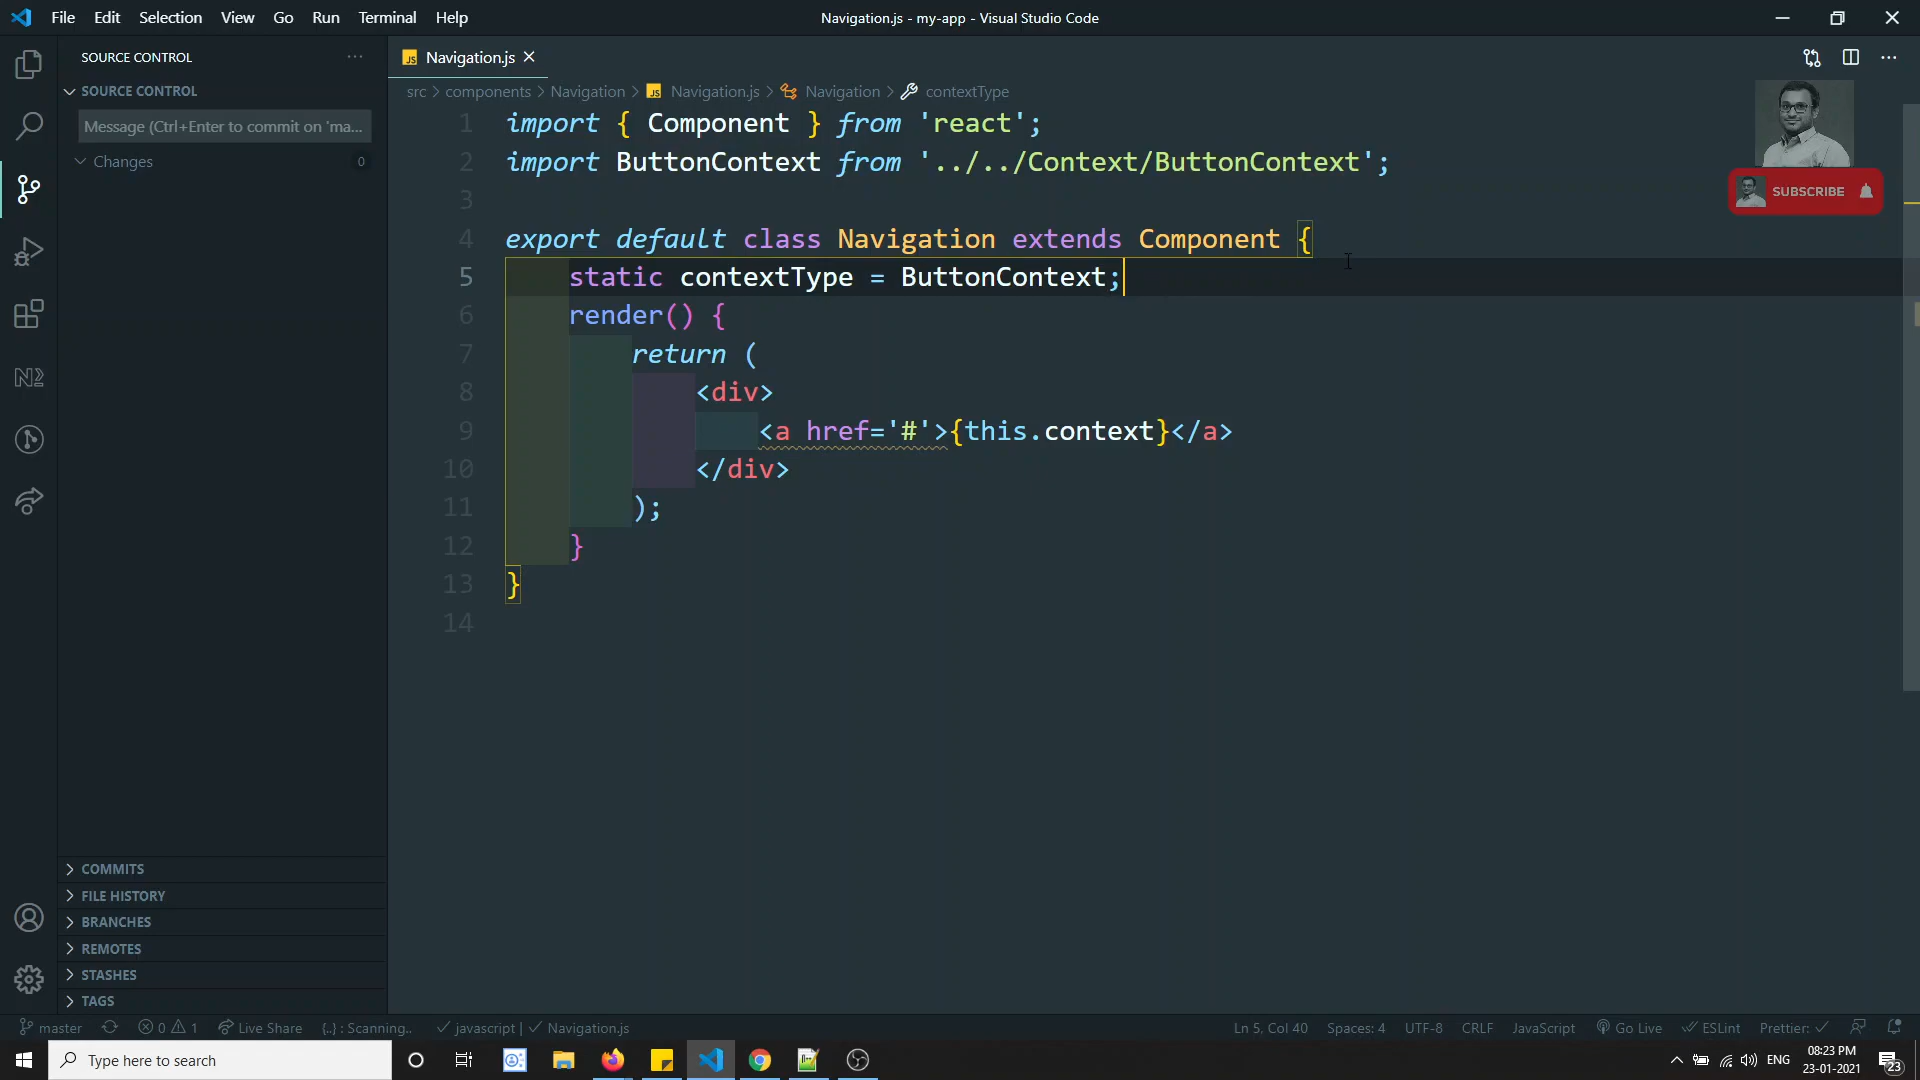 File Edit Selection View Go Run Terminal Help
Navigation.js - my-app - Visual Studio Code
SOURCE CONTROL
Navigation.js
SOURCE CONTROL
src > components > Navigation > Navigation.js > Navigation > contextType
Message (Ctrl+Enter to commit on 'ma...
Changes 0
1 import { Component } from 'react';
2 import ButtonContext from '../../Context/ButtonContext';
3
4 export default class Navigation extends Component {
5 static contextType = ButtonContext;
6 render() {
7 return (
8 <div>
9 <a href='#'>{this.context}</a>
10 </div>
11 );
12 }
13 }
14
SUBSCRIBE
COMMITS
FILE HISTORY
BRANCHES
REMOTES
STASHES
TAGS
master 0 1 Live Share {..} : Scanning.. javascript | Navigation.js
Ln 5, Col 40 Spaces: 4 UTF-8 CRLF JavaScript Go Live ESLint Prettier:
Type here to search
ENG
08:23 PM
23-01-2021
23